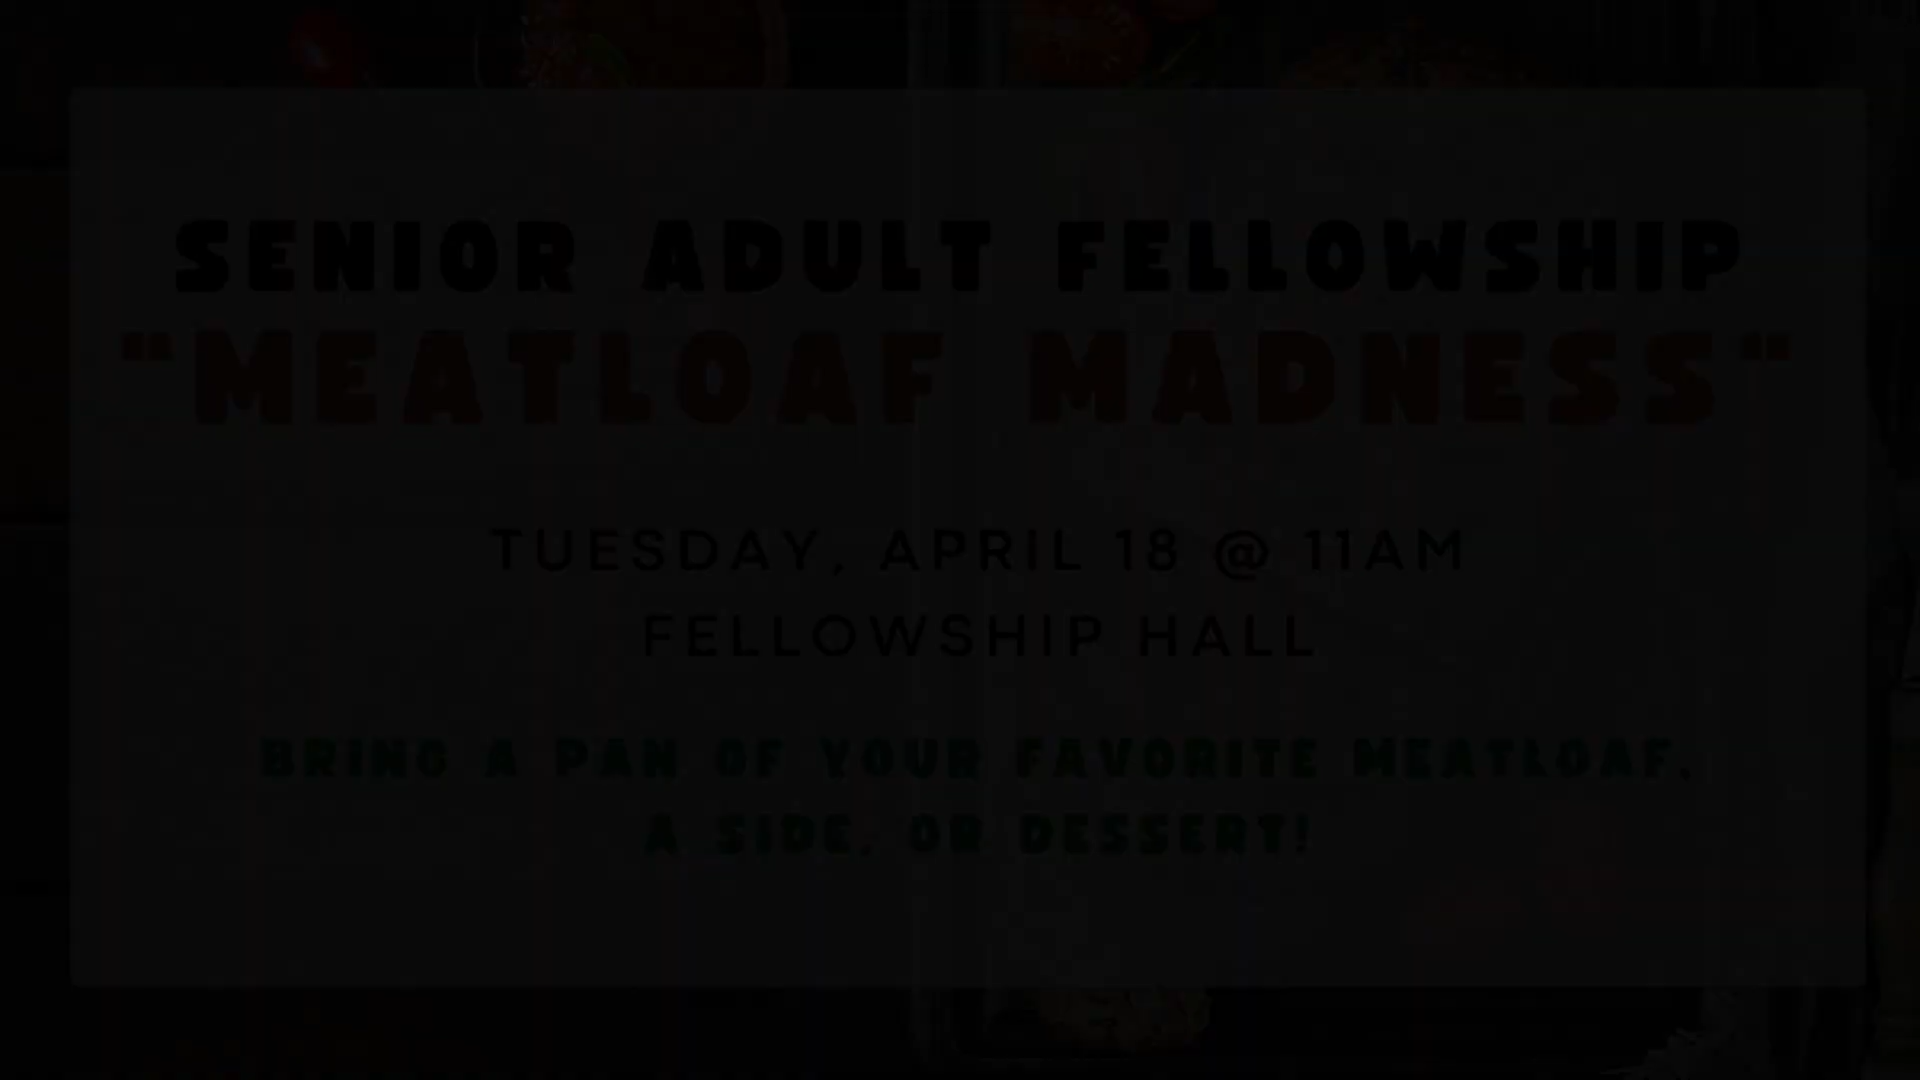 SENIOR ADULT FELLOWSHIP
"MEATLOAF MADNESS"
TUESDAY, APRIL 18 @ 11AM
FELLOWSHIP HALL
BRING A PAN OF YOUR FAVORITE MEATLOAF,
A SIDE, OR DESSERT!